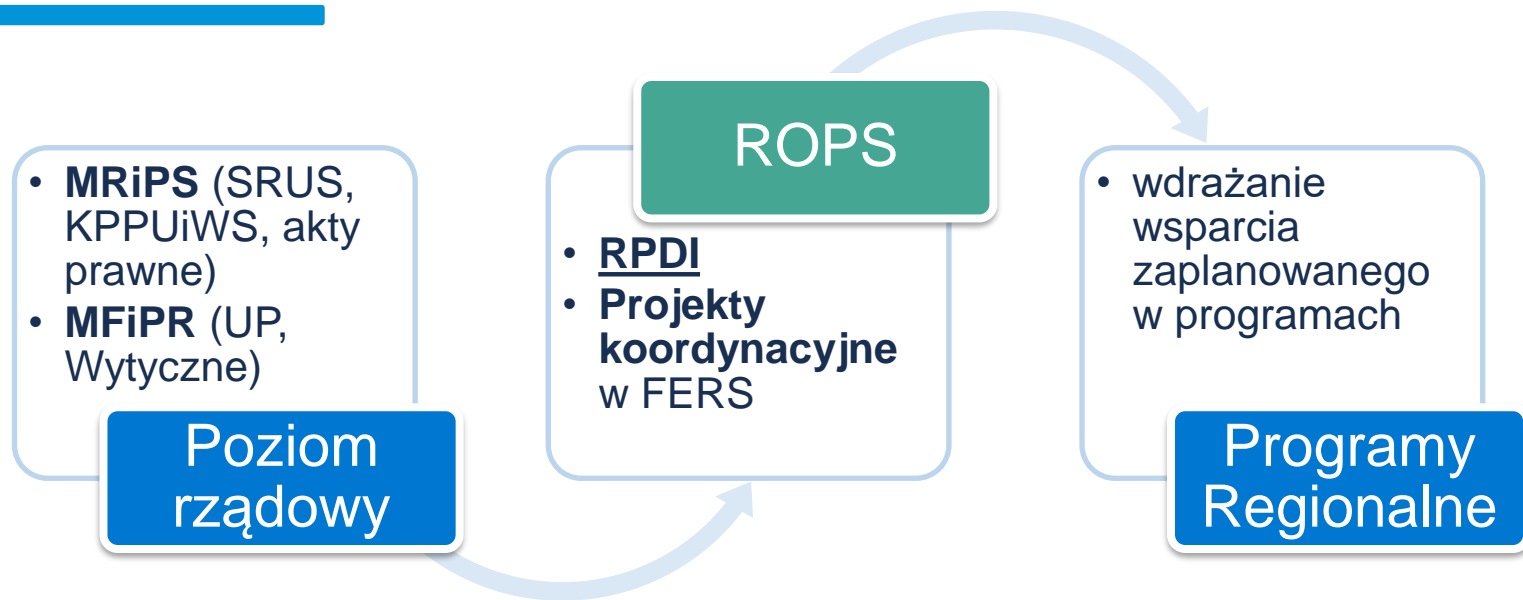 • MRiPS (SRUS,
KPPUiWS, akty
prawne)
• MFiPR (UP,
Wytyczne)
Poziom
rządowy
ROPS
• RPDI
• Projekty
koordynacyjne
w FERS
• wdrażanie
wsparcia
zaplanowanego
w programach
Programy
Regionalne